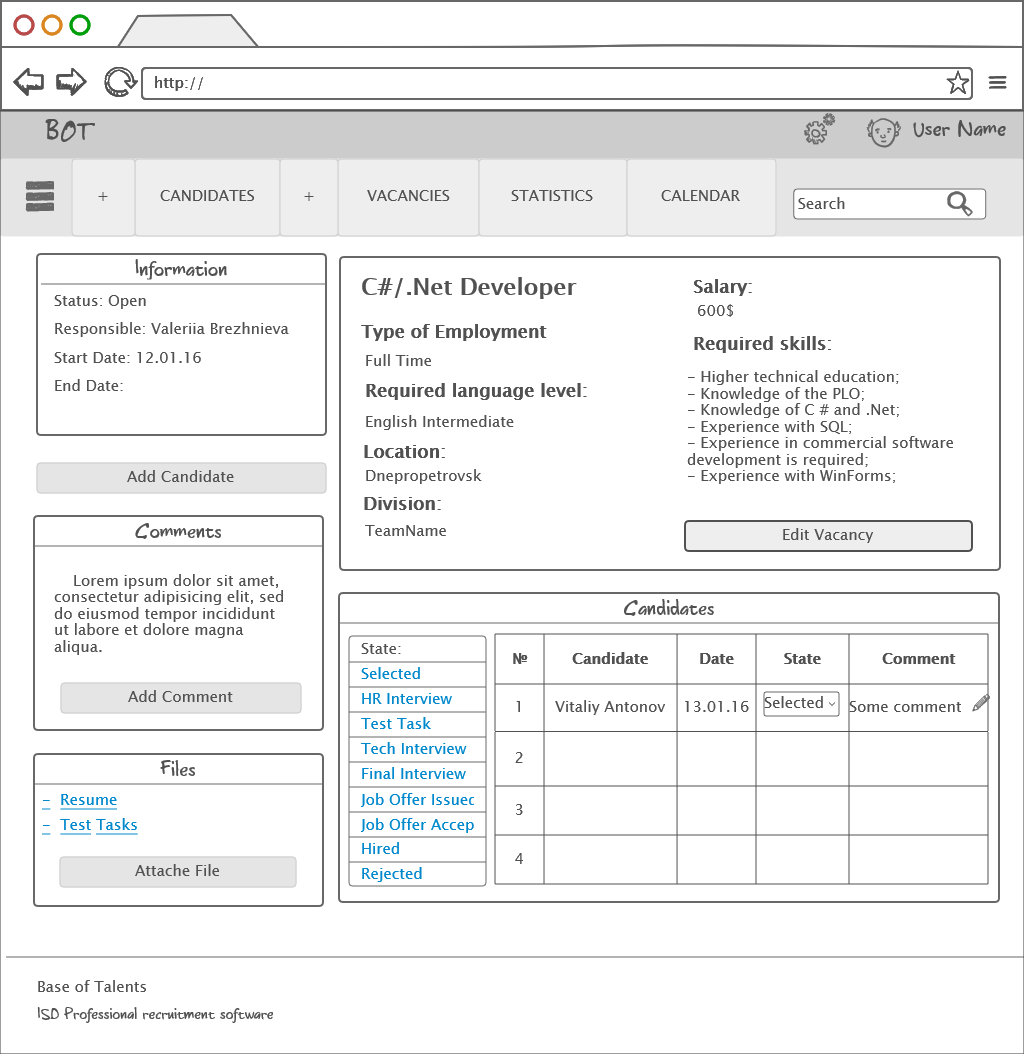 http://
BOT
User Name
+
CANDIDATES
+
VACANCIES
STATISTICS
CALENDAR
Search
Information
Status: Open
Responsible: Valeriia Brezhnieva
Start Date: 12.01.16
End Date:
Add Candidate
Comments
Lorem ipsum dolor sit amet,
consectetur adipisicing elit, sed
do eiusmod tempor incididunt
ut labore et dolore magna
aliqua.
Add Comment
Files
– Resume
– Test Tasks
Attache File
C#/.Net Developer
Type of Employment
Full Time
Required language level:
English Intermediate
Location:
Dnepropetrovsk
Division:
TeamName
Salary:
600$
Required skills:
- Higher technical education;
- Knowledge of the PLO;
- Knowledge of C # and .Net;
- Experience with SQL;
- Experience in commercial software
development is required;
- Experience with WinForms;
Edit Vacancy
Candidates
State:
Selected
HR Interview
Test Task
Tech Interview
Final Interview
Job Offer Issued
Job Offer Accep
Hired
Rejected
№ Candidate Date State Comment
1 Vitaliy Antonov 13.01.16 Selected Some comment
2
3
4
Base of Talents
ISD Professional recruitment software